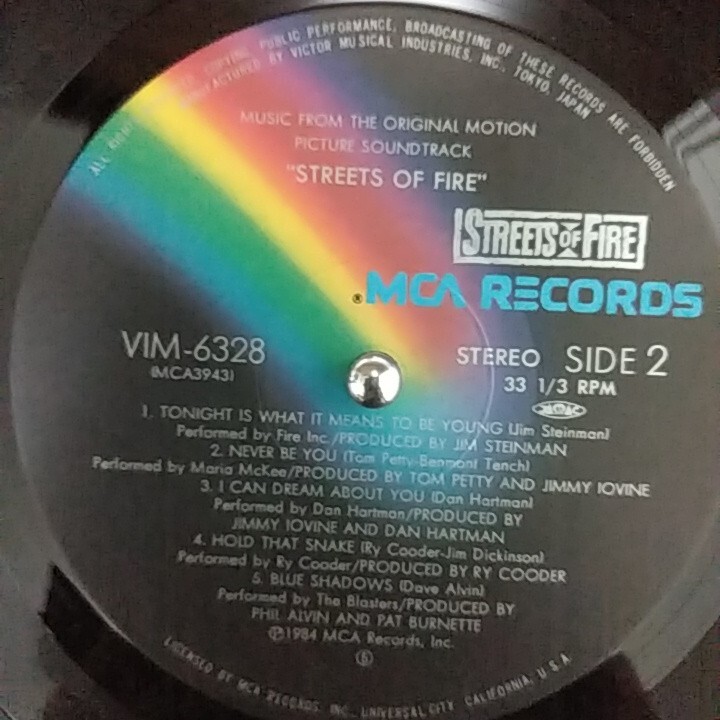 ALL RIGHT COPYING, PUBLIC PERFORMANCE, BROADCASTING OF THESE RECORDS ARE FORBIDDEN
BY VICTOR MUSICAL INDUSTRIES, INC., TOKYO, JAPAN
MUSIC FROM THE ORIGINAL MOTION
PICTURE SOUNDTRACK
"STREETS OF FIRE"
STREETS OF FIRE
®MCA RECORDS
VIM-6328
(MCA3943)
STEREO SIDE 2
33 1/3 RPM
1. TONIGHT IS WHAT IT MEANS TO BE YOUNG (Jim Steinman)
Performed by Fire Inc./PRODUCED BY JIM STEINMAN
2. NEVER BE YOU (Tom Petty-Benmont Tench)
Performed by Maria McKee/PRODUCED BY TOM PETTY AND JIMMY IOVINE
3. I CAN DREAM ABOUT YOU (Dan Hartman)
Performed by Dan Hartman/PRODUCED BY
JIMMY IOVINE AND DAN HARTMAN
4. HOLD THAT SNAKE (Ry Cooder-Jim Dickinson)
Performed by Ry Cooder/PRODUCED BY RY COODER
5. BLUE SHADOWS (Dave Alvin)
Performed by The Blasters/PRODUCED BY
PHIL ALVIN AND PAT BURNETTE
℗1984 MCA Records, Inc.
LICENSED BY MCA RECORDS, INC., UNIVERSAL CITY, CALIFORNIA, U.S.A.